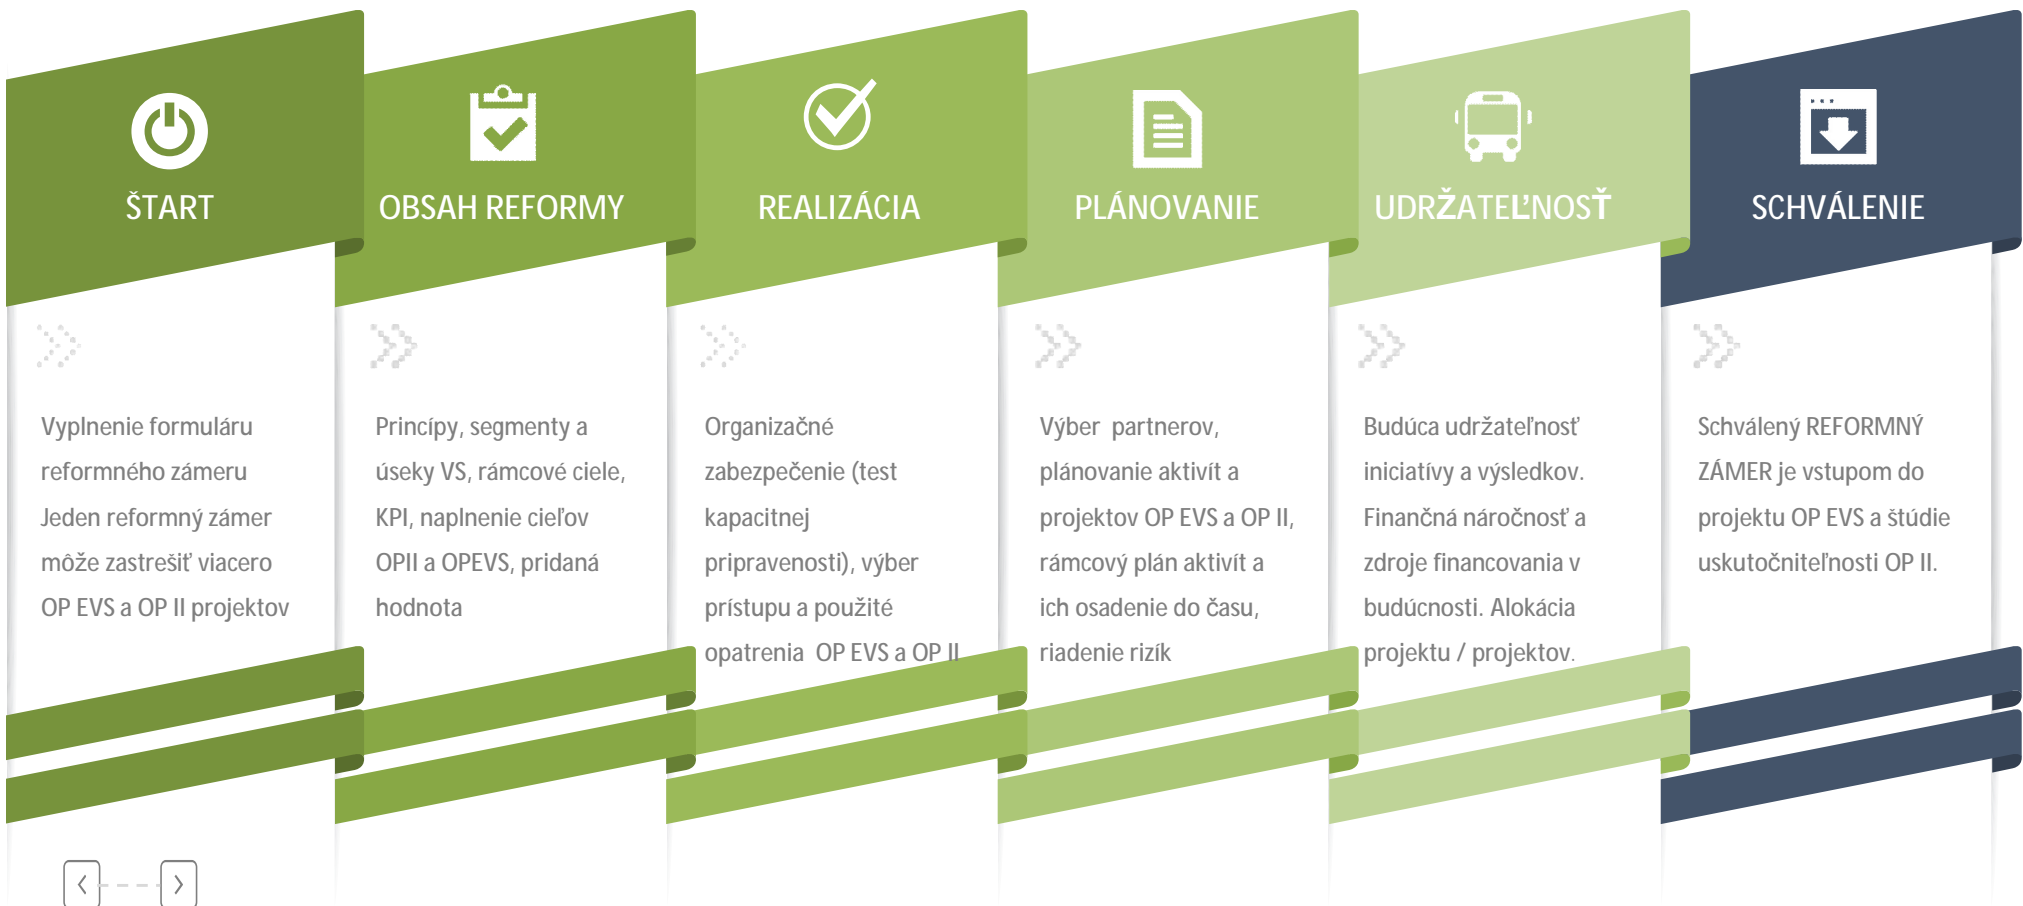 ŠTART
Vyplnenie formuláru
reformného zámeru
Jeden reformný zámer
môže zastrešiť viacero
OP EVS a OP II projektov
OBSAH REFORMY
Princípy, segmenty a
úseky VS, rámcové ciele,
KPI, naplnenie cieľov
OPII a OPEVS, pridaná
hodnota
REALIZÁCIA
Organizačné
zabezpečenie (test
kapacitnej
pripravenosti), výber
prístupu a použité
opatrenia  OP EVS a OP II
PLÁNOVANIE
Výber  partnerov,
plánovanie aktivít a
projektov OP EVS a OP II,
rámcový plán aktivít a
ich osadenie do času,
riadenie rizík
UDRŽATEĽNOSŤ
Budúca udržateľnosť
iniciatívy a výsledkov.
Finančná náročnosť a
zdroje financovania v
budúcnosti. Alokácia
projektu / projektov.
SCHVÁLENIE
Schválený REFORMNÝ
ZÁMER je vstupom do
projektu OP EVS a štúdie
uskutočniteľnosti OP II.